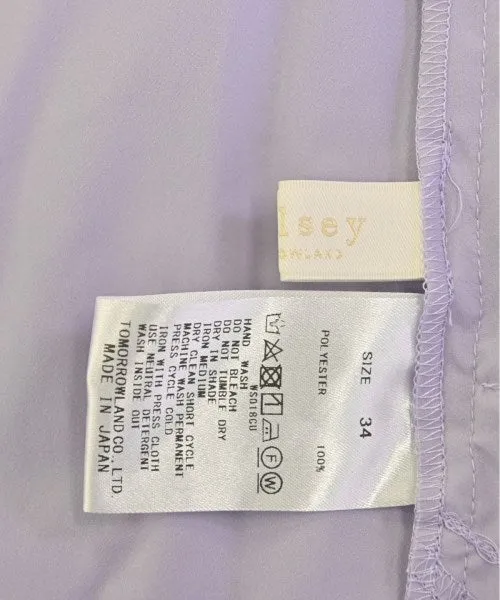 lsey
SIZE 34
POLYESTER 100%
WS018CU
HAND WASH
DO NOT BLEACH
DO NOT TUMBLE DRY
DRY IN SHADE
IRON MEDIUM
DRY CLEAN SHORT CYCLE
MACHINE WASH PERMANENT
PRESS CYCLE COLD
IRON WITH PRESS CLOTH
USE NEUTRAL DETERGENT
WASH INSIDE OUT
TOMORROWLAND CO., LTD
MADE IN JAPAN